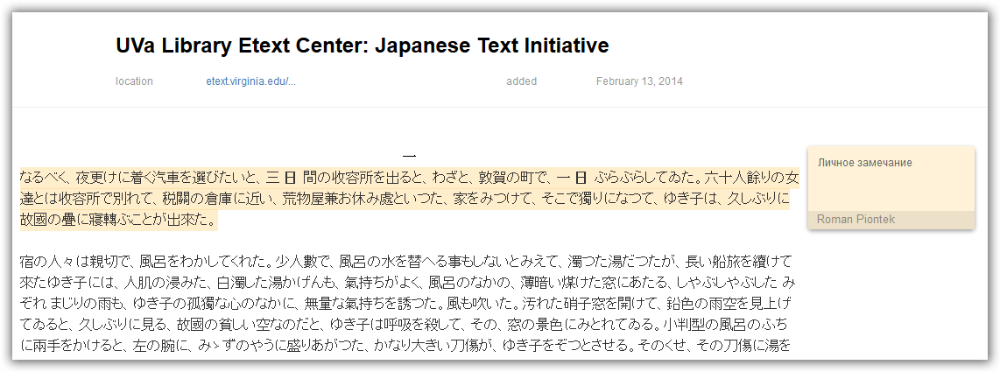 UVa Library Etext Center: Japanese Text Initiative
location etext.virginia.edu/... added February 13, 2014
一
なるべく、夜更けに着く汽車を選びたいと、三日間の收容所を出ると、わざと、敦賀の町で、一日ぶらぶらしてゐた。六十人餘りの女
達とは收容所で別れて、税關の倉庫に近い、荒物屋兼お休み處といつた、家をみつけて、そこで獨りになつて、ゆき子は、久しぶりに
故國の疊に寢轉ぶことが出來た。
Личное замечание
Roman Piontek
宿の人々は親切で、風呂をわかしてくれた。少人數で、風呂の水を替へる事もしないとみえて、濁つた湯だつたが、長い船旅を續けて
來たゆき子には、人肌の浸みた、白濁した湯かげんも、氣持ちがよく、風呂のなかの、薄暗い煤けた窓にあたる、しやぶしやぶした み
ぞれ まじりの雨も、ゆき子の孤獨な心のなかに、無量な氣持ちを誘つた。風も吹いた。汚れた硝子窓を開けて、鉛色の雨空を見上げ
てゐると、久しぶりに見る、故國の貧しい空なのだと、ゆき子は呼吸を殺して、その、窓の景色にみとれてゐる。小判型の風呂のふち
に兩手をかけると、左の腕に、みゝずのやうに盛りあがつた、かなり大きい刀傷が、ゆき子をぞつとさせる。そのくせ、その刀傷に湯を